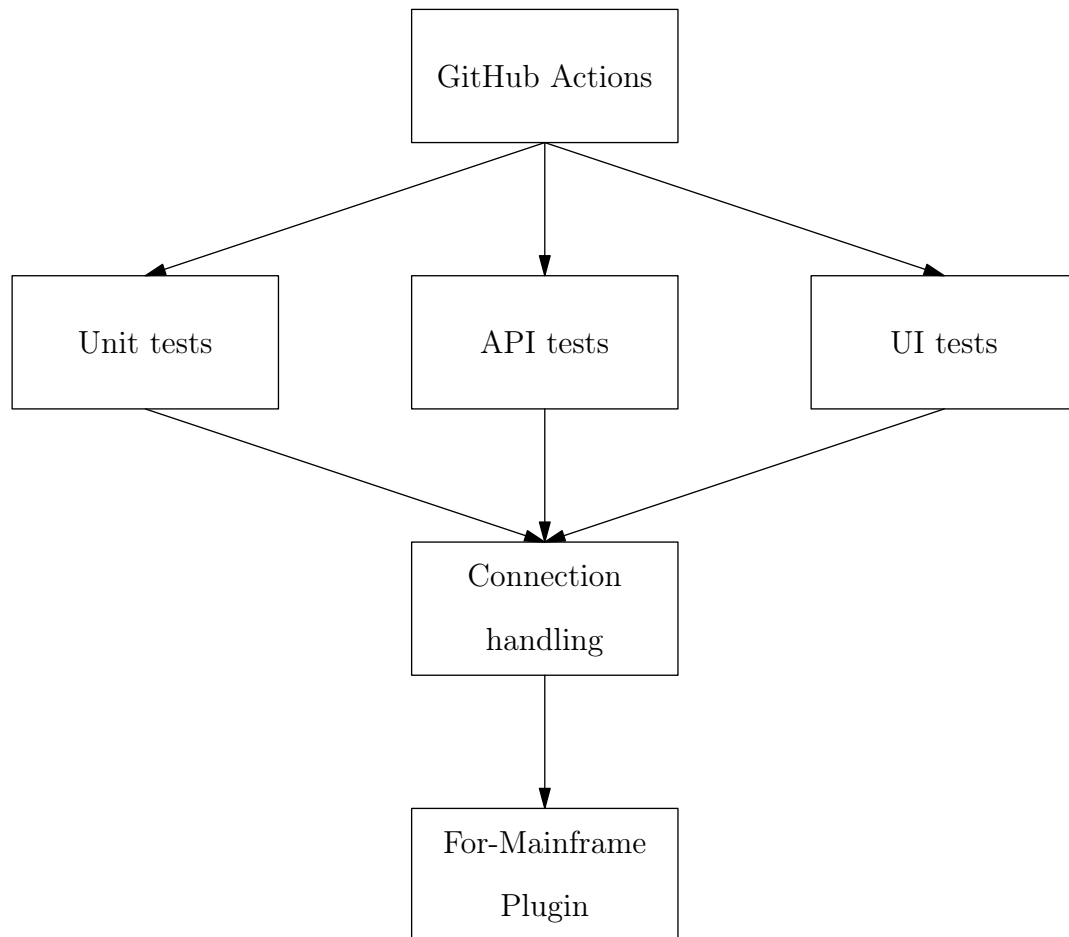 GitHub Actions
Unit tests
API tests
UI tests
Connection
handling
For-Mainframe
Plugin